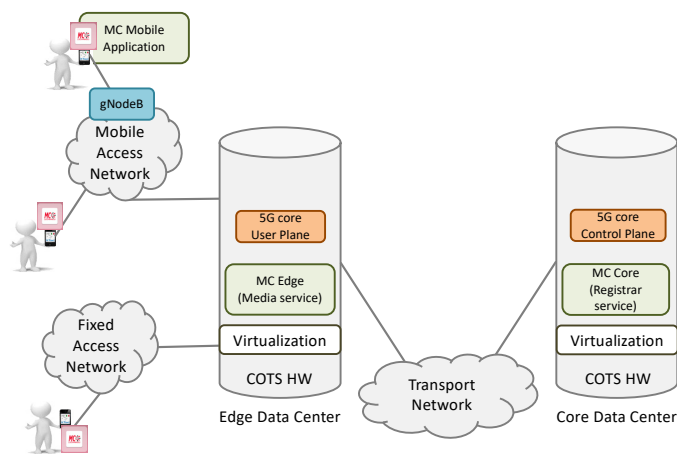 MC Mobile
Application
gNodeB
Mobile
Access
Network
5G core
User Plane
MC Edge
(Media service)
Virtualization
COTS HW
Edge Data Center
Fixed
Access
Network
Transport
Network
5G core
Control Plane
MC Core
(Registrar
service)
Virtualization
COTS HW
Core Data Center